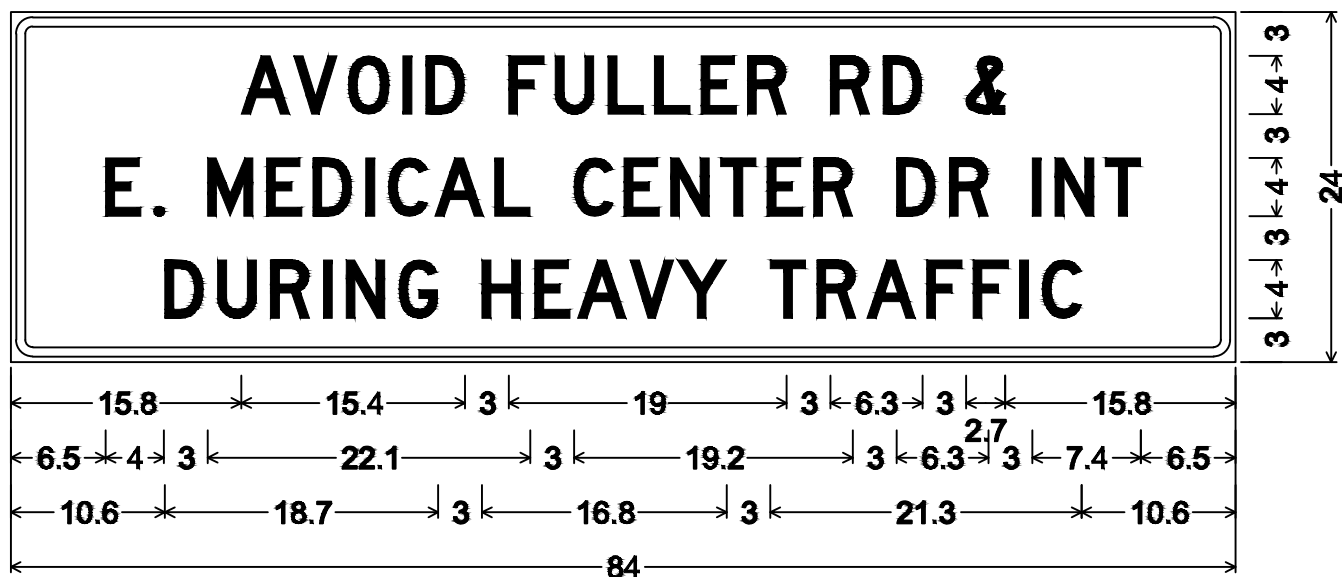 AVOID FULLER RD &
E. MEDICAL CENTER DR INT
DURING HEAVY TRAFFIC
3
4
3
4
3
4
3
24
15.8 15.4 3 19 3 6.3 3 2.7 15.8
6.5 4 3 22.1 3 19.2 3 6.3 3 7.4 6.5
10.6 18.7 3 16.8 3 21.3 10.6
84